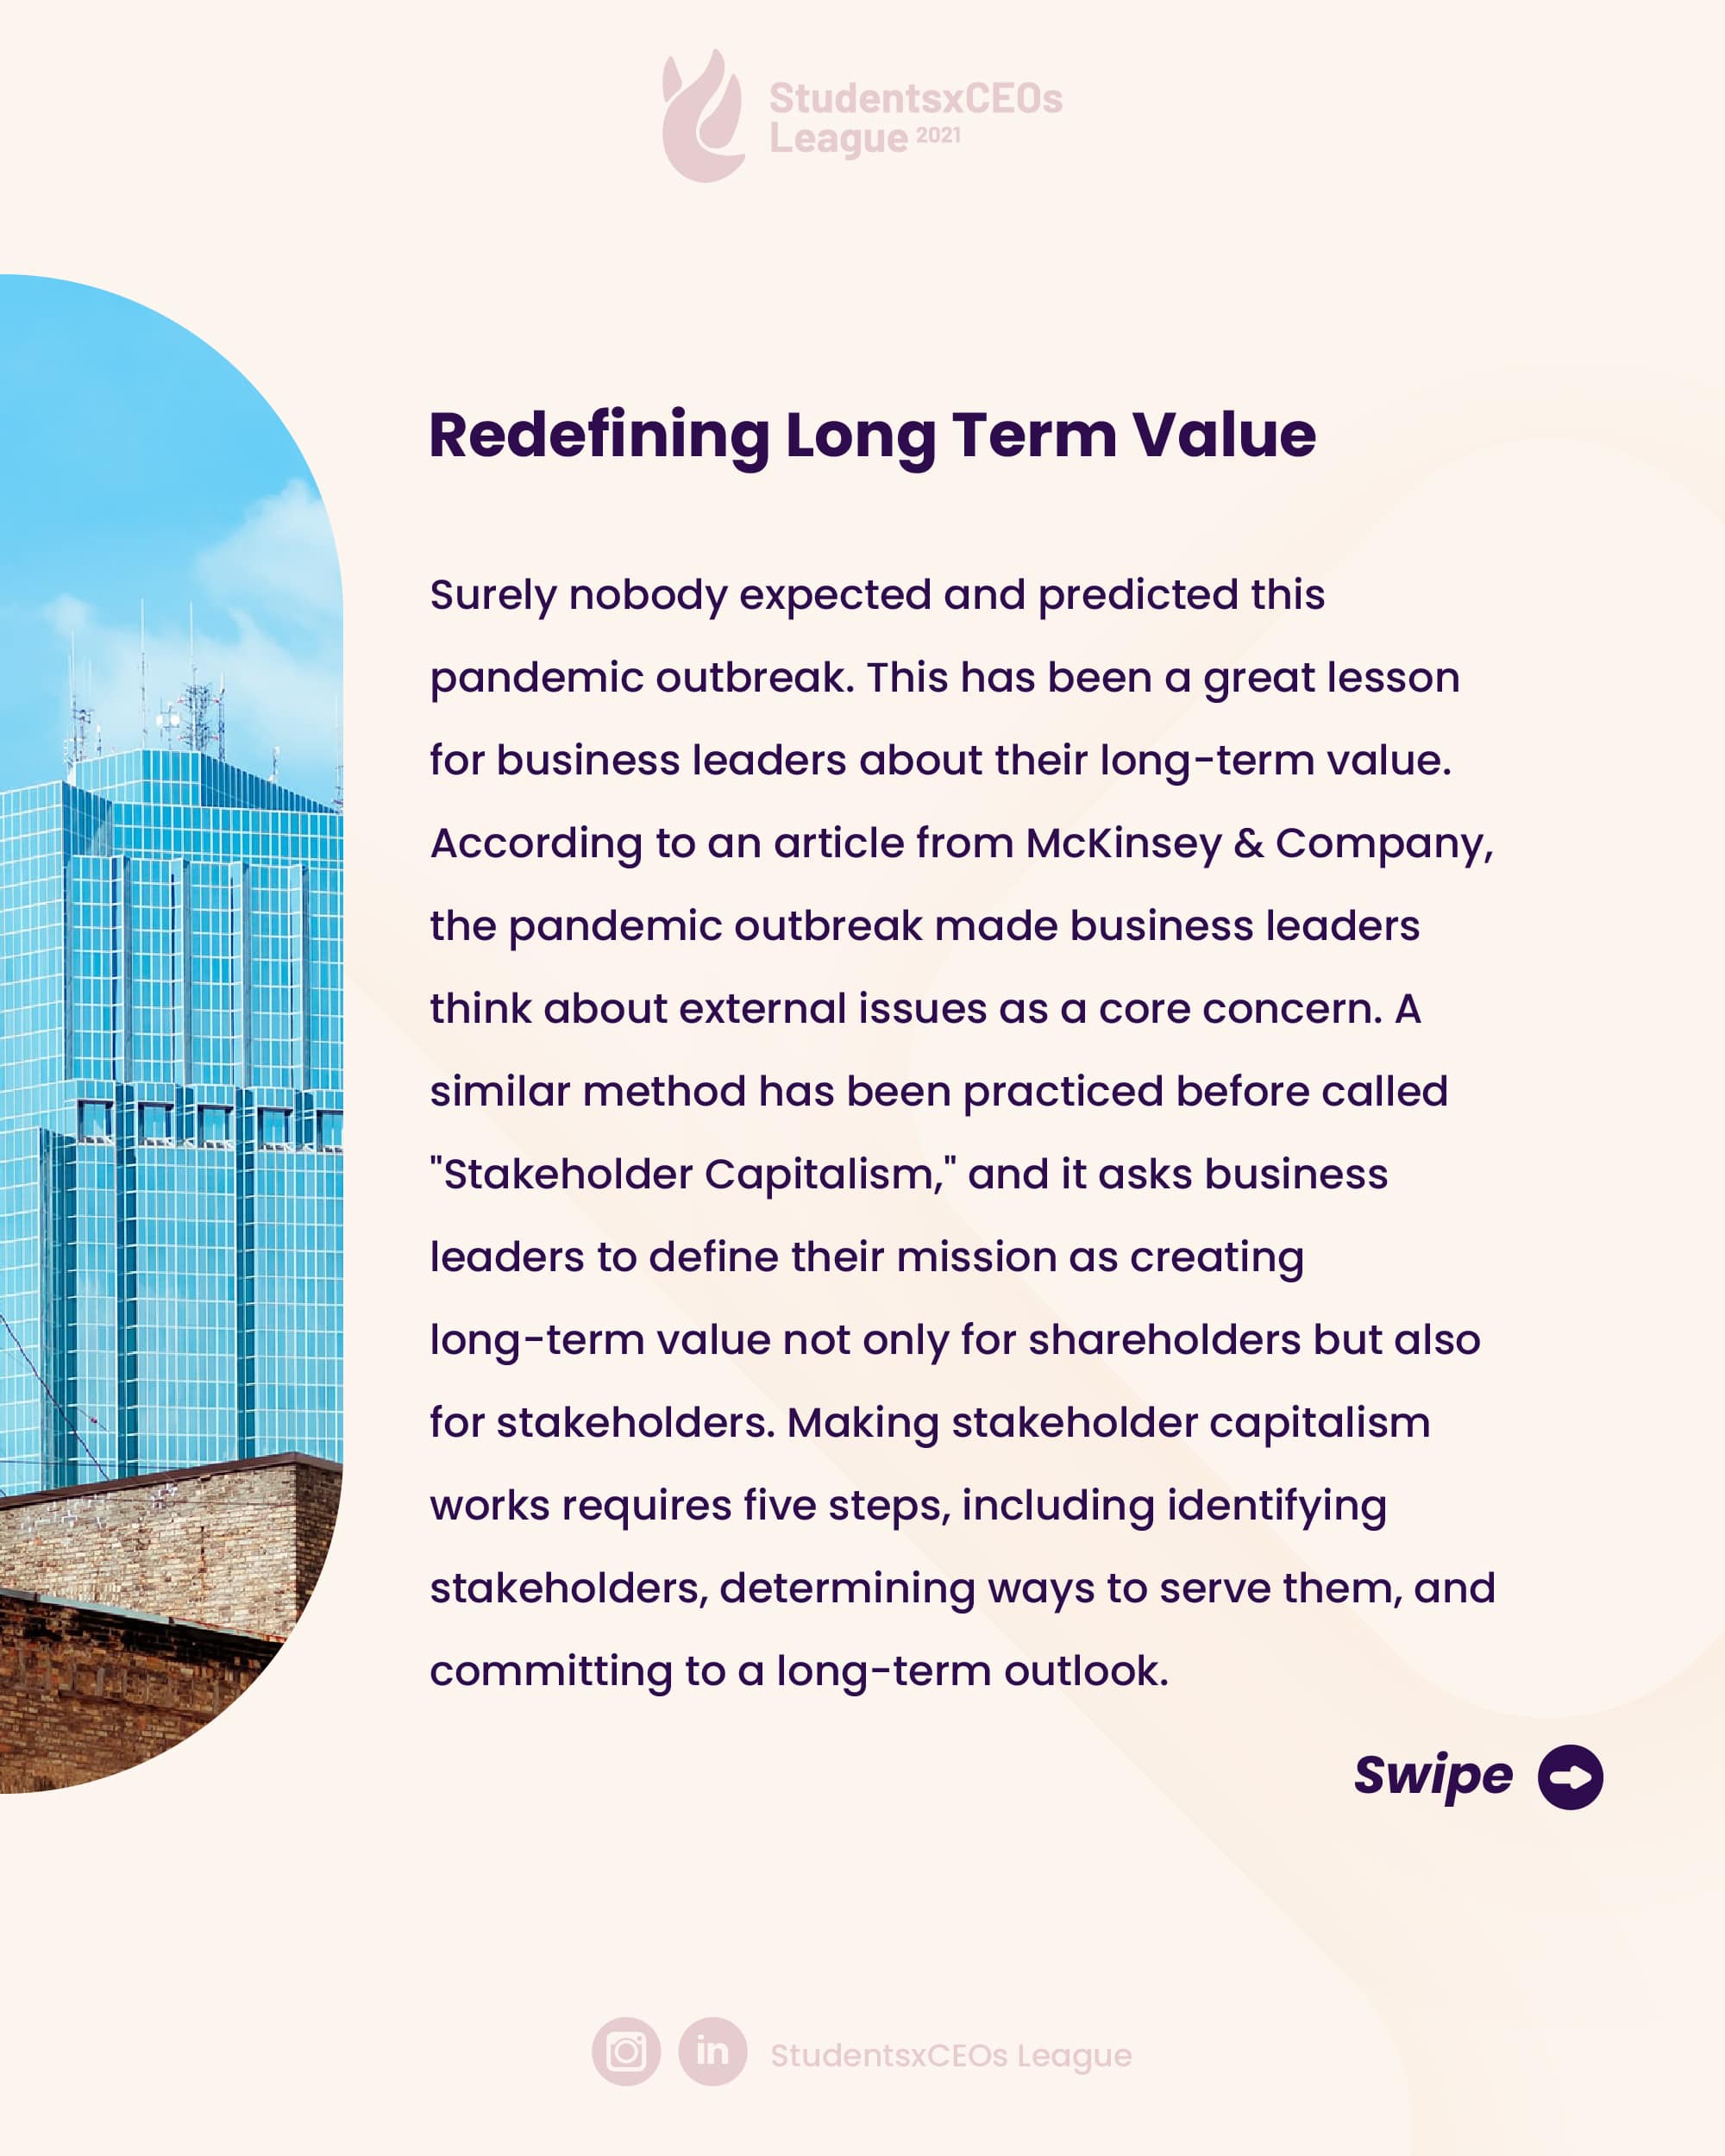 StudentsxCEOs
League 2021
Redefining Long Term Value
Surely nobody expected and predicted this
pandemic outbreak. This has been a great lesson
for business leaders about their long-term value.
According to an article from McKinsey & Company,
the pandemic outbreak made business leaders
think about external issues as a core concern. A
similar method has been practiced before called
"Stakeholder Capitalism," and it asks business
leaders to define their mission as creating
long-term value not only for shareholders but also
for stakeholders. Making stakeholder capitalism
works requires five steps, including identifying
stakeholders, determining ways to serve them, and
committing to a long-term outlook.
Swipe
in StudentsxCEOs League